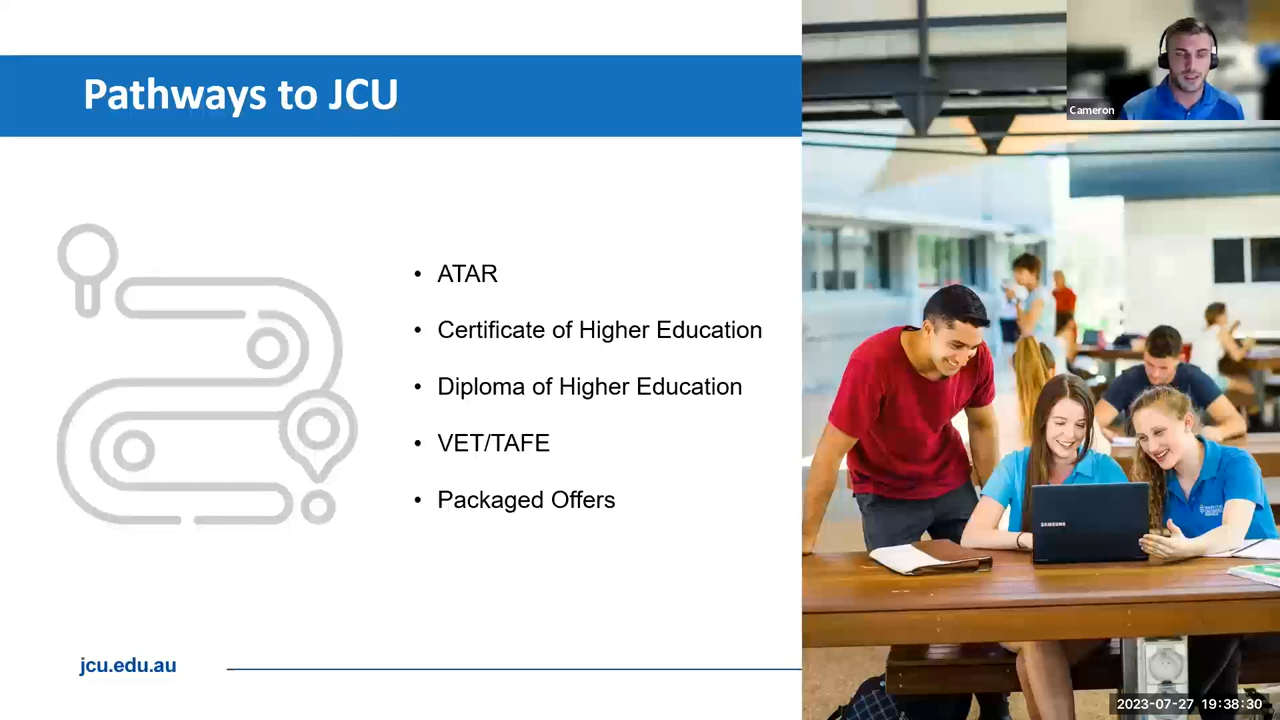 Pathways to JCU
Cameron
• ATAR
• Certificate of Higher Education
• Diploma of Higher Education
• VET/TAFE
• Packaged Offers
SAMSUNG
jcu.edu.au
2023-07-27 19:38:30